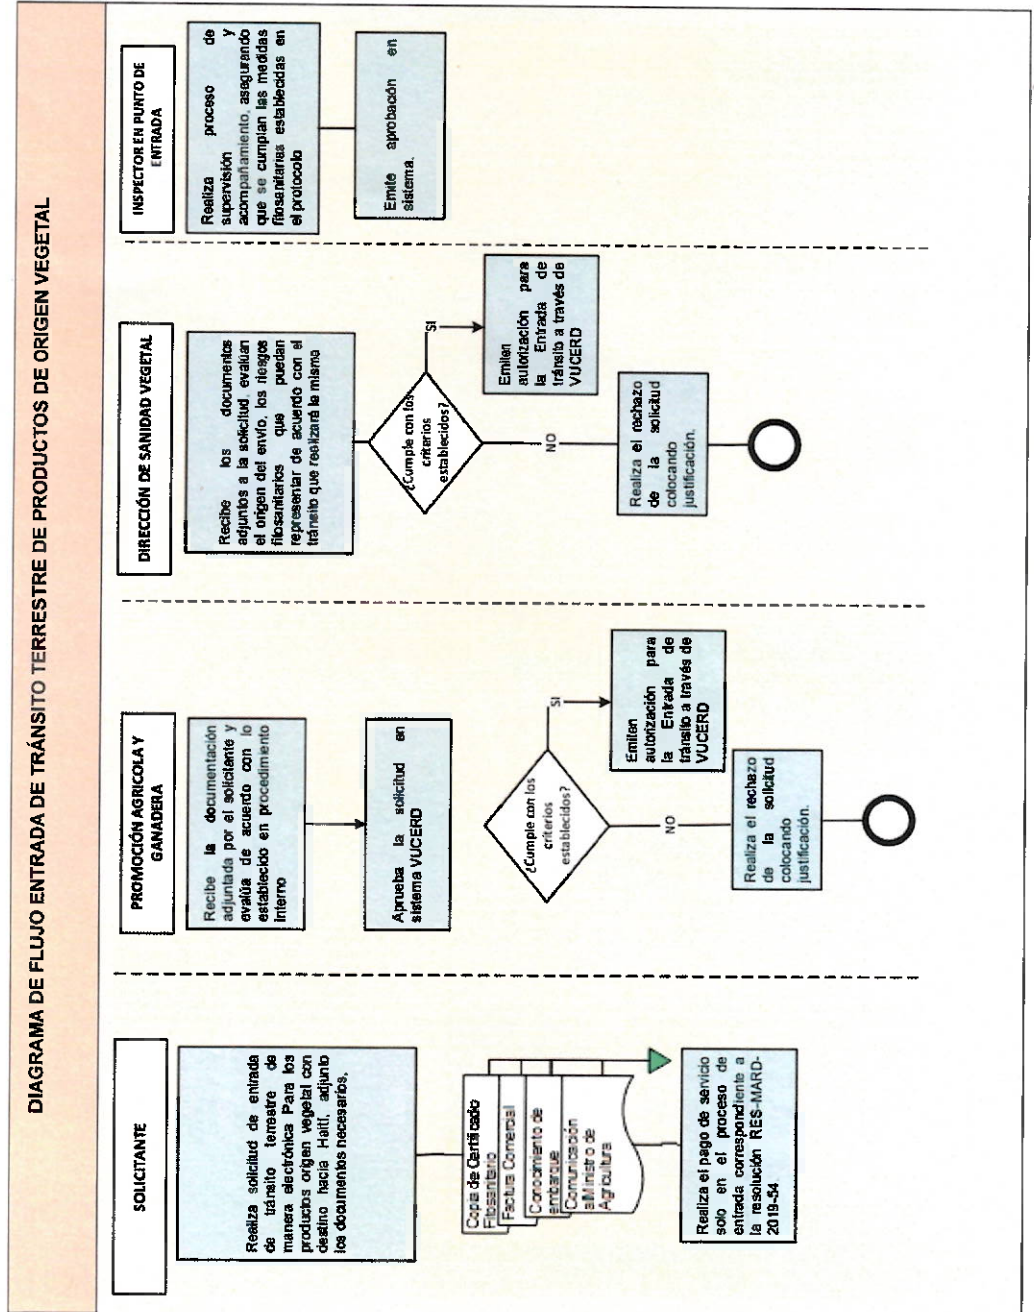 DIAGRAMA DE FLUJO ENTRADA DE TRÁNSITO TERRESTRE DE PRODUCTOS DE ORIGEN VEGETAL
SOLICITANTE
Realiza solicitud de entrada
de tránsito terrestre de
manera electrónica Para los
productos origen vegetal con
destino hacia Haití, adjunto
los documentos necesarios.
Copia de Certificado
Fitosanitario
Factura Comercial
Conocimiento de
embarque
Comunicación
al Ministro de
Agricultura
Realiza el pago de servicio
solo en el proceso de
entrada correspondiente a
la resolución RES-MARD-
2019-54
PROMOCIÓN AGRICOLA Y
GANADERA
Recibe la documentación
adjuntada por el solicitante y
evalúa de acuerdo con lo
establecido en procedimiento
interno
Aprueba la solicitud en
sistema VUCERD
¿Cumple con los
criterios
establecidos?
SI
Emiten
autorización para
la Entrada de
tránsito a través de
VUCERD
NO
Realiza el rechazo
de la solicitud
colocando
justificación.
DIRECCIÓN DE SANIDAD VEGETAL
Recibe los documentos
adjuntos a la solicitud, evalúan
el origen del envío, los riesgos
fitosanitarios que puedan
representar de acuerdo con el
tránsito que realizará la misma
¿Cumple con los
criterios
establecidos?
SI
Emiten
autorización para
la Entrada de
tránsito a través de
VUCERD
NO
Realiza el rechazo
de la solicitud
colocando
justificación.
INSPECTOR EN PUNTO DE
ENTRADA
Realiza proceso de
supervisión y
acompañamiento, asegurando
que se cumplan las medidas
fitosanitarias establecidas en
el protocolo
Emite aprobación en
sistema.